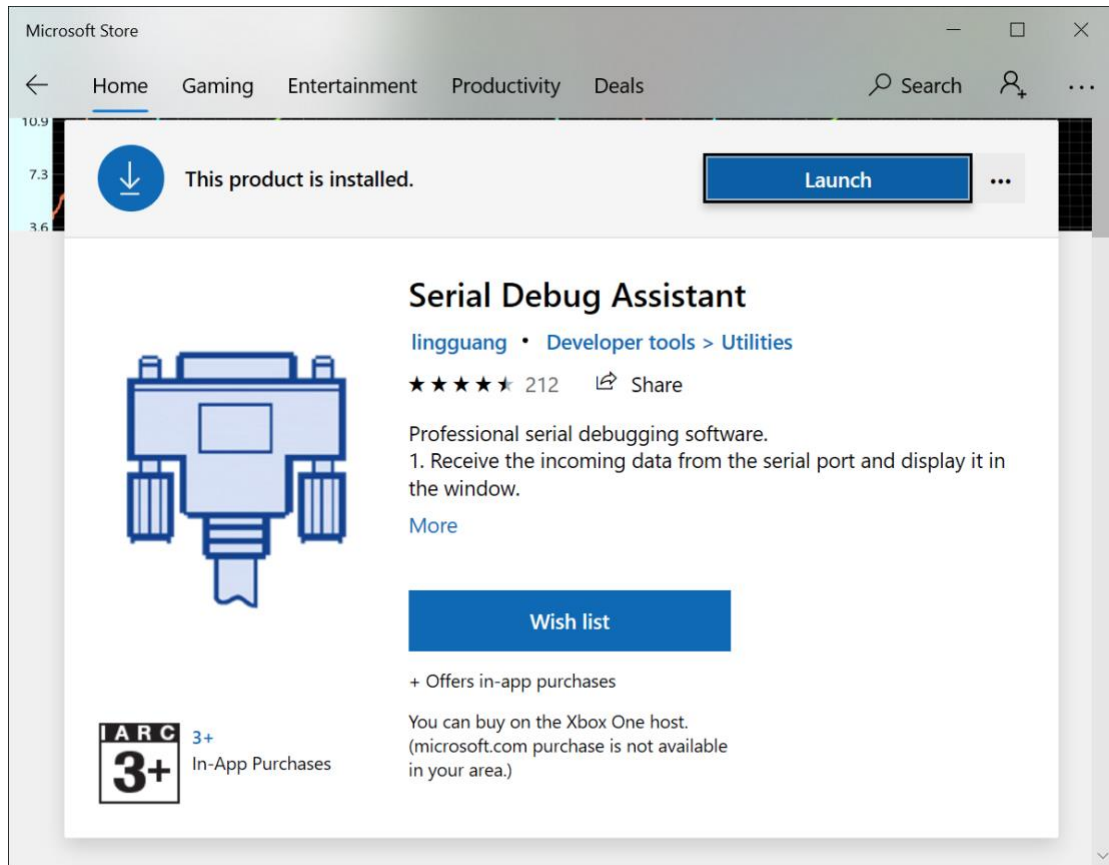 Microsoft Store
Home Gaming Entertainment Productivity Deals Search ...
10.9
7.3
3.6
This product is installed.
Launch
...
Serial Debug Assistant
lingguang • Developer tools > Utilities
212 Share
Professional serial debugging software.
1. Receive the incoming data from the serial port and display it in
the window.
More
Wish list
+ Offers in-app purchases
You can buy on the Xbox One host.
(microsoft.com purchase is not available
in your area.)
IARC
3+
3+
In-App Purchases